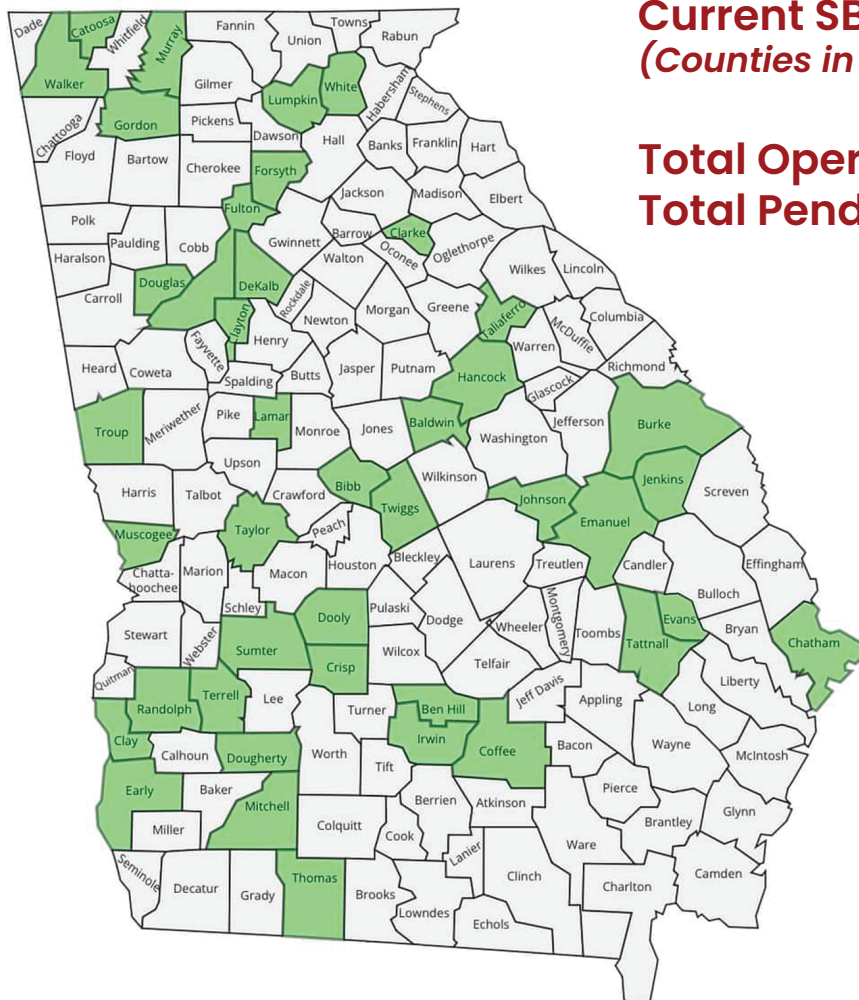 Current SB
(Counties in
Total Oper
Total Pend
Dade
Catoosa
Whitfield
Murray
Fannin
Union
Towns
Rabun
Walker
Gilmer
Lumpkin
White
Habersham
Stephens
Chattooga
Gordon
Pickens
Dawson
Hall
Banks
Franklin
Hart
Floyd
Bartow
Cherokee
Forsyth
Jackson
Madison
Elbert
Polk
Fulton
Haralson
Paulding
Cobb
Gwinnett
Barrow
Clarke
Oconee
Oglethorpe
Walton
Wilkes
Lincoln
Carroll
Douglas
DeKalb
Rockdale
Newton
Morgan
Greene
Taliaferro
McDuffie
Columbia
layton
Fayette
Henry
Warren
Richmond
Heard
Coweta
Spalding
Butts
Jasper
Putnam
Hancock
Glascock
Troup
Meriwether
Pike
Lamar
Monroe
Jones
Baldwin
Washington
Jefferson
Burke
Upson
Harris
Talbot
Crawford
Bibb
Twiggs
Wilkinson
Johnson
Emanuel
Jenkins
Screven
Muscogee
Taylor
Peach
Houston
Bleckley
Laurens
Treutlen
Candler
Effingham
Chatta-
hoochee
Marion
Macon
Schley
Dooly
Pulaski
Dodge
Wheeler
Montgomery
Toombs
Tattnall
Evans
Bulloch
Bryan
Chatham
Stewart
Webster
Sumter
Crisp
Wilcox
Telfair
Quitman
Randolph
Terrell
Lee
Turner
Ben Hill
Jeff Davis
Appling
Long
Liberty
Clay
Calhoun
Dougherty
Worth
Tift
Irwin
Coffee
Bacon
Wayne
McIntosh
Early
Baker
Mitchell
Berrien
Atkinson
Pierce
Miller
Colquitt
Cook
Brantley
Glynn
Lanier
Ware
Seminole
Decatur
Grady
Thomas
Brooks
Lowndes
Clinch
Echols
Charlton
Camden